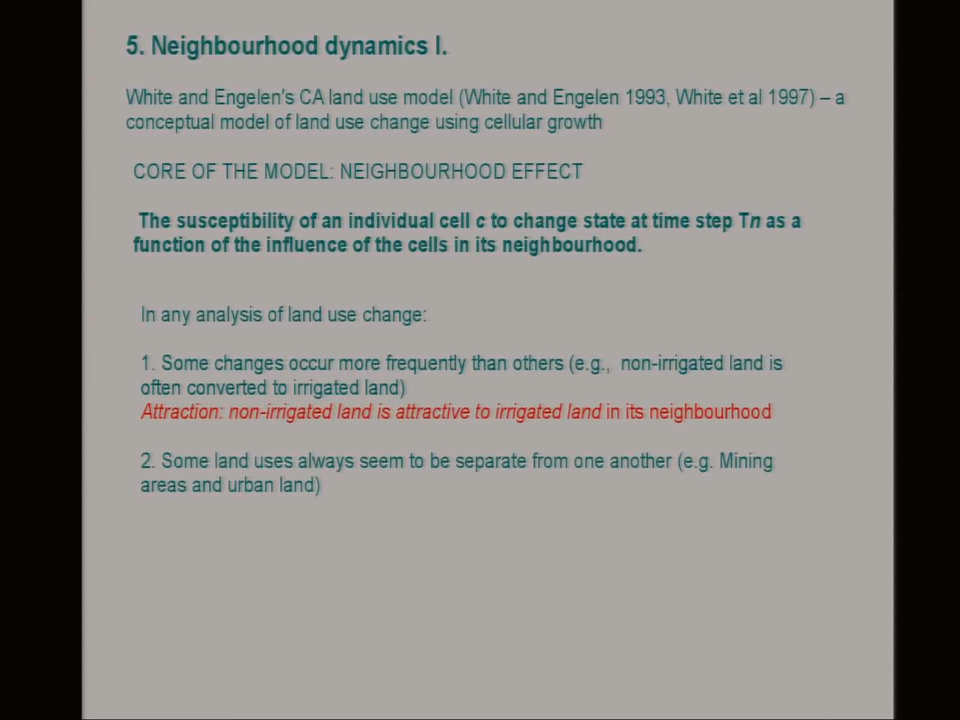 5. Neighbourhood dynamics I.
White and Engelen's CA land use model (White and Engelen 1993, White et al 1997) – a
conceptual model of land use change using cellular growth
CORE OF THE MODEL: NEIGHBOURHOOD EFFECT
The susceptibility of an individual cell c to change state at time step Tn as a
function of the influence of the cells in its neighbourhood.
In any analysis of land use change:
1. Some changes occur more frequently than others (e.g., non-irrigated land is
often converted to irrigated land)
Attraction: non-irrigated land is attractive to irrigated land in its neighbourhood
2. Some land uses always seem to be separate from one another (e.g. Mining
areas and urban land)